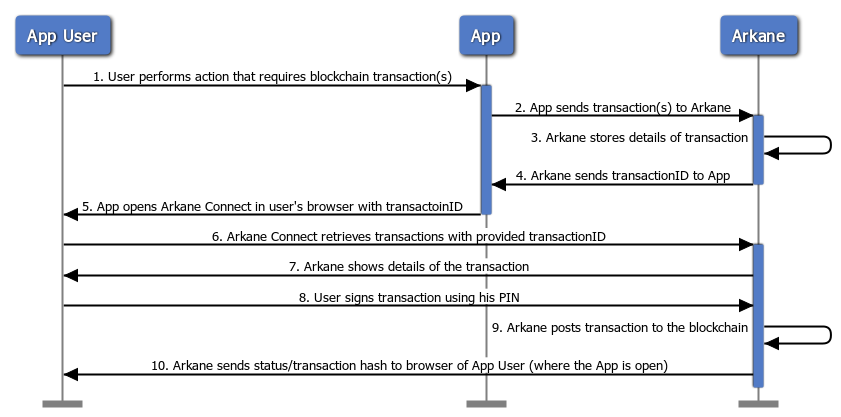 App User
App
Arkane
1. User performs action that requires blockchain transaction(s)
2. App sends transaction(s) to Arkane
3. Arkane stores details of transaction
4. Arkane sends transactionID to App
5. App opens Arkane Connect in user's browser with transactoinID
6. Arkane Connect retrieves transactions with provided transactionID
7. Arkane shows details of the transaction
8. User signs transaction using his PIN
9. Arkane posts transaction to the blockchain
10. Arkane sends status/transaction hash to browser of App User (where the App is open)